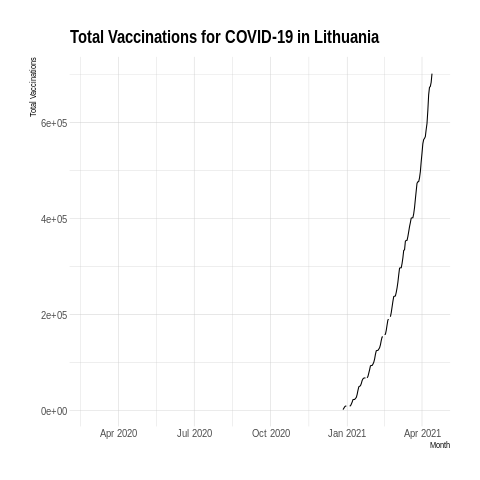 Total Vaccinations for COVID-19 in Lithuania
Total Vaccinations
6e+05
4e+05
2e+05
0e+00
Apr 2020 Jul 2020 Oct 2020 Jan 2021 Apr 2021
Month